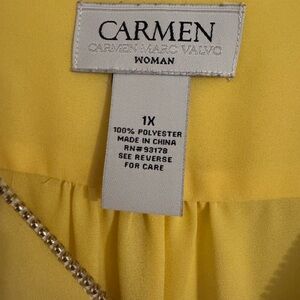 CARMEN
CARMEN MARC VALVO
WOMAN
1X
100% POLYESTER
MADE IN CHINA
RN#93178
SEE REVERSE
FOR CARE